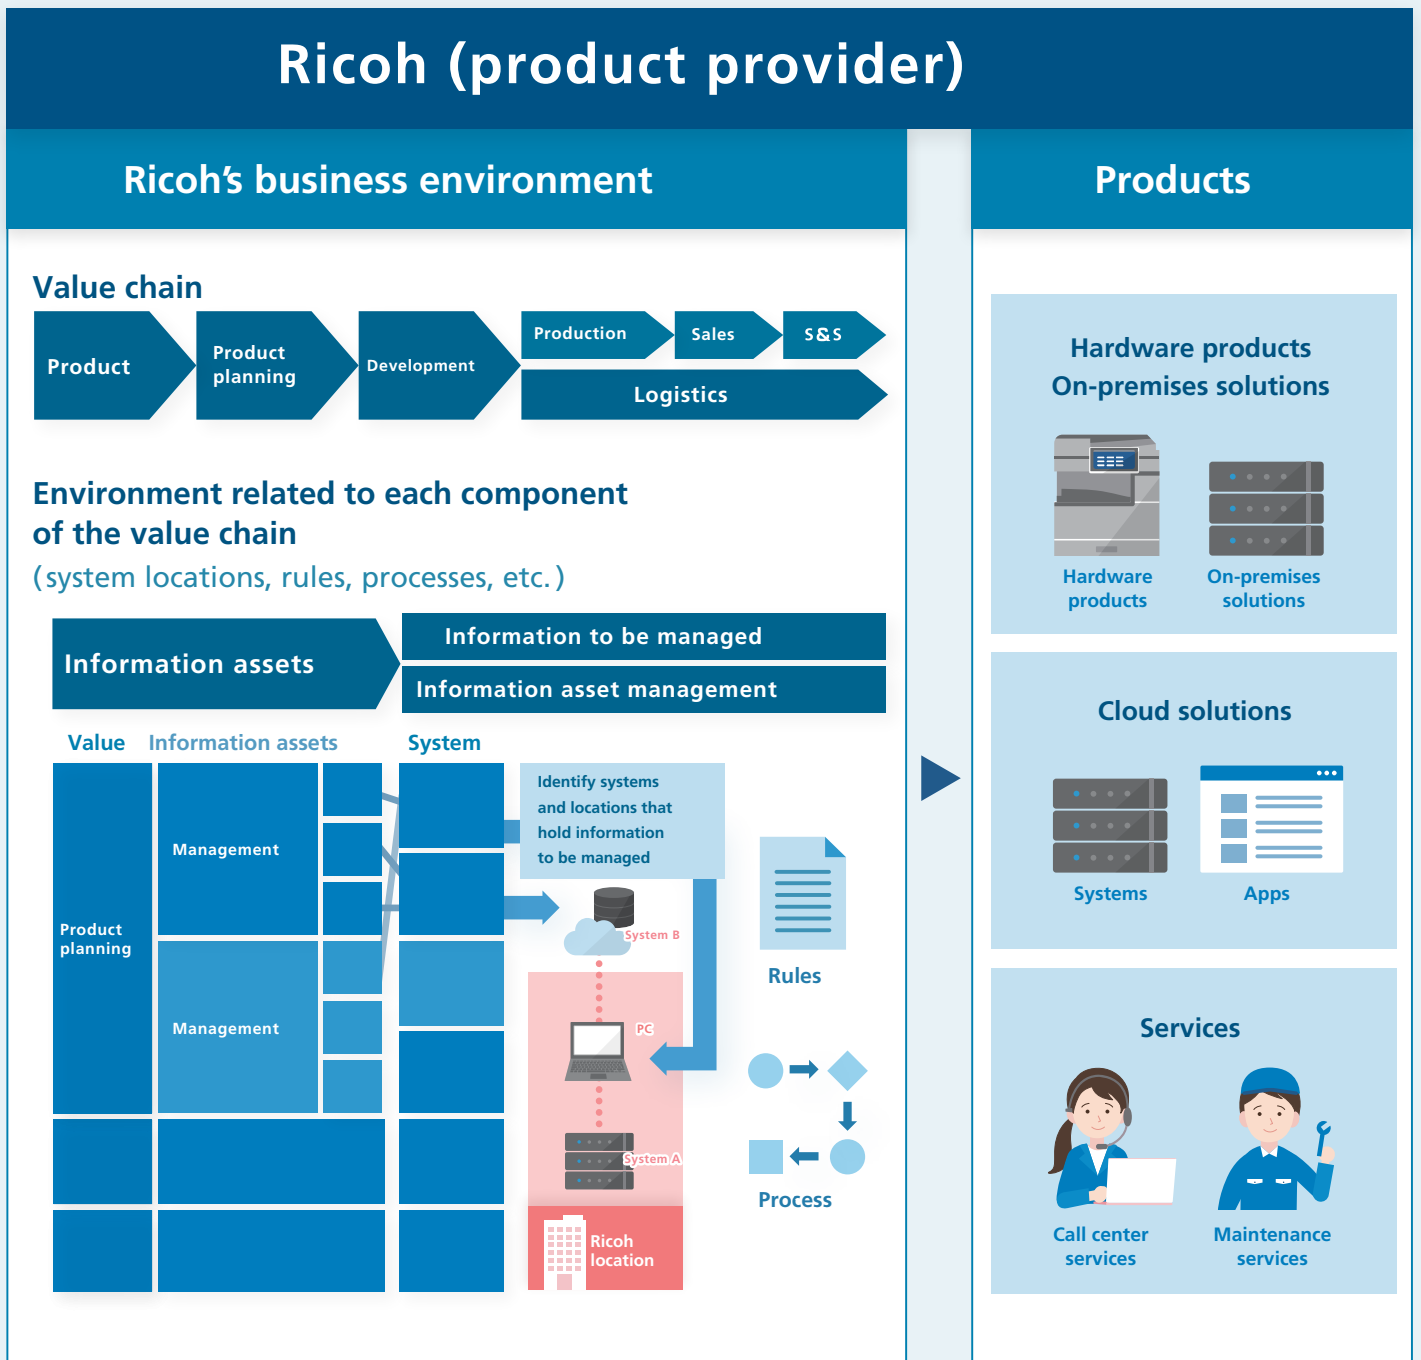 Ricoh (product provider)
Ricoh's business environment
Value chain
Product
Product
planning
Development
Production
Sales
S&S
Logistics
Environment related to each component
of the value chain
(system locations, rules, processes, etc.)
Information assets
Information to be managed
Information asset management
Value
Information assets
System
Product
planning
Management
Management
Identify systems
and locations that
hold information
to be managed
System B
PC
System A
Ricoh
location
Rules
Process
Products
Hardware products
On-premises solutions
Hardware
products
On-premises
solutions
Cloud solutions
Systems
Apps
Services
Call center
services
Maintenance
services